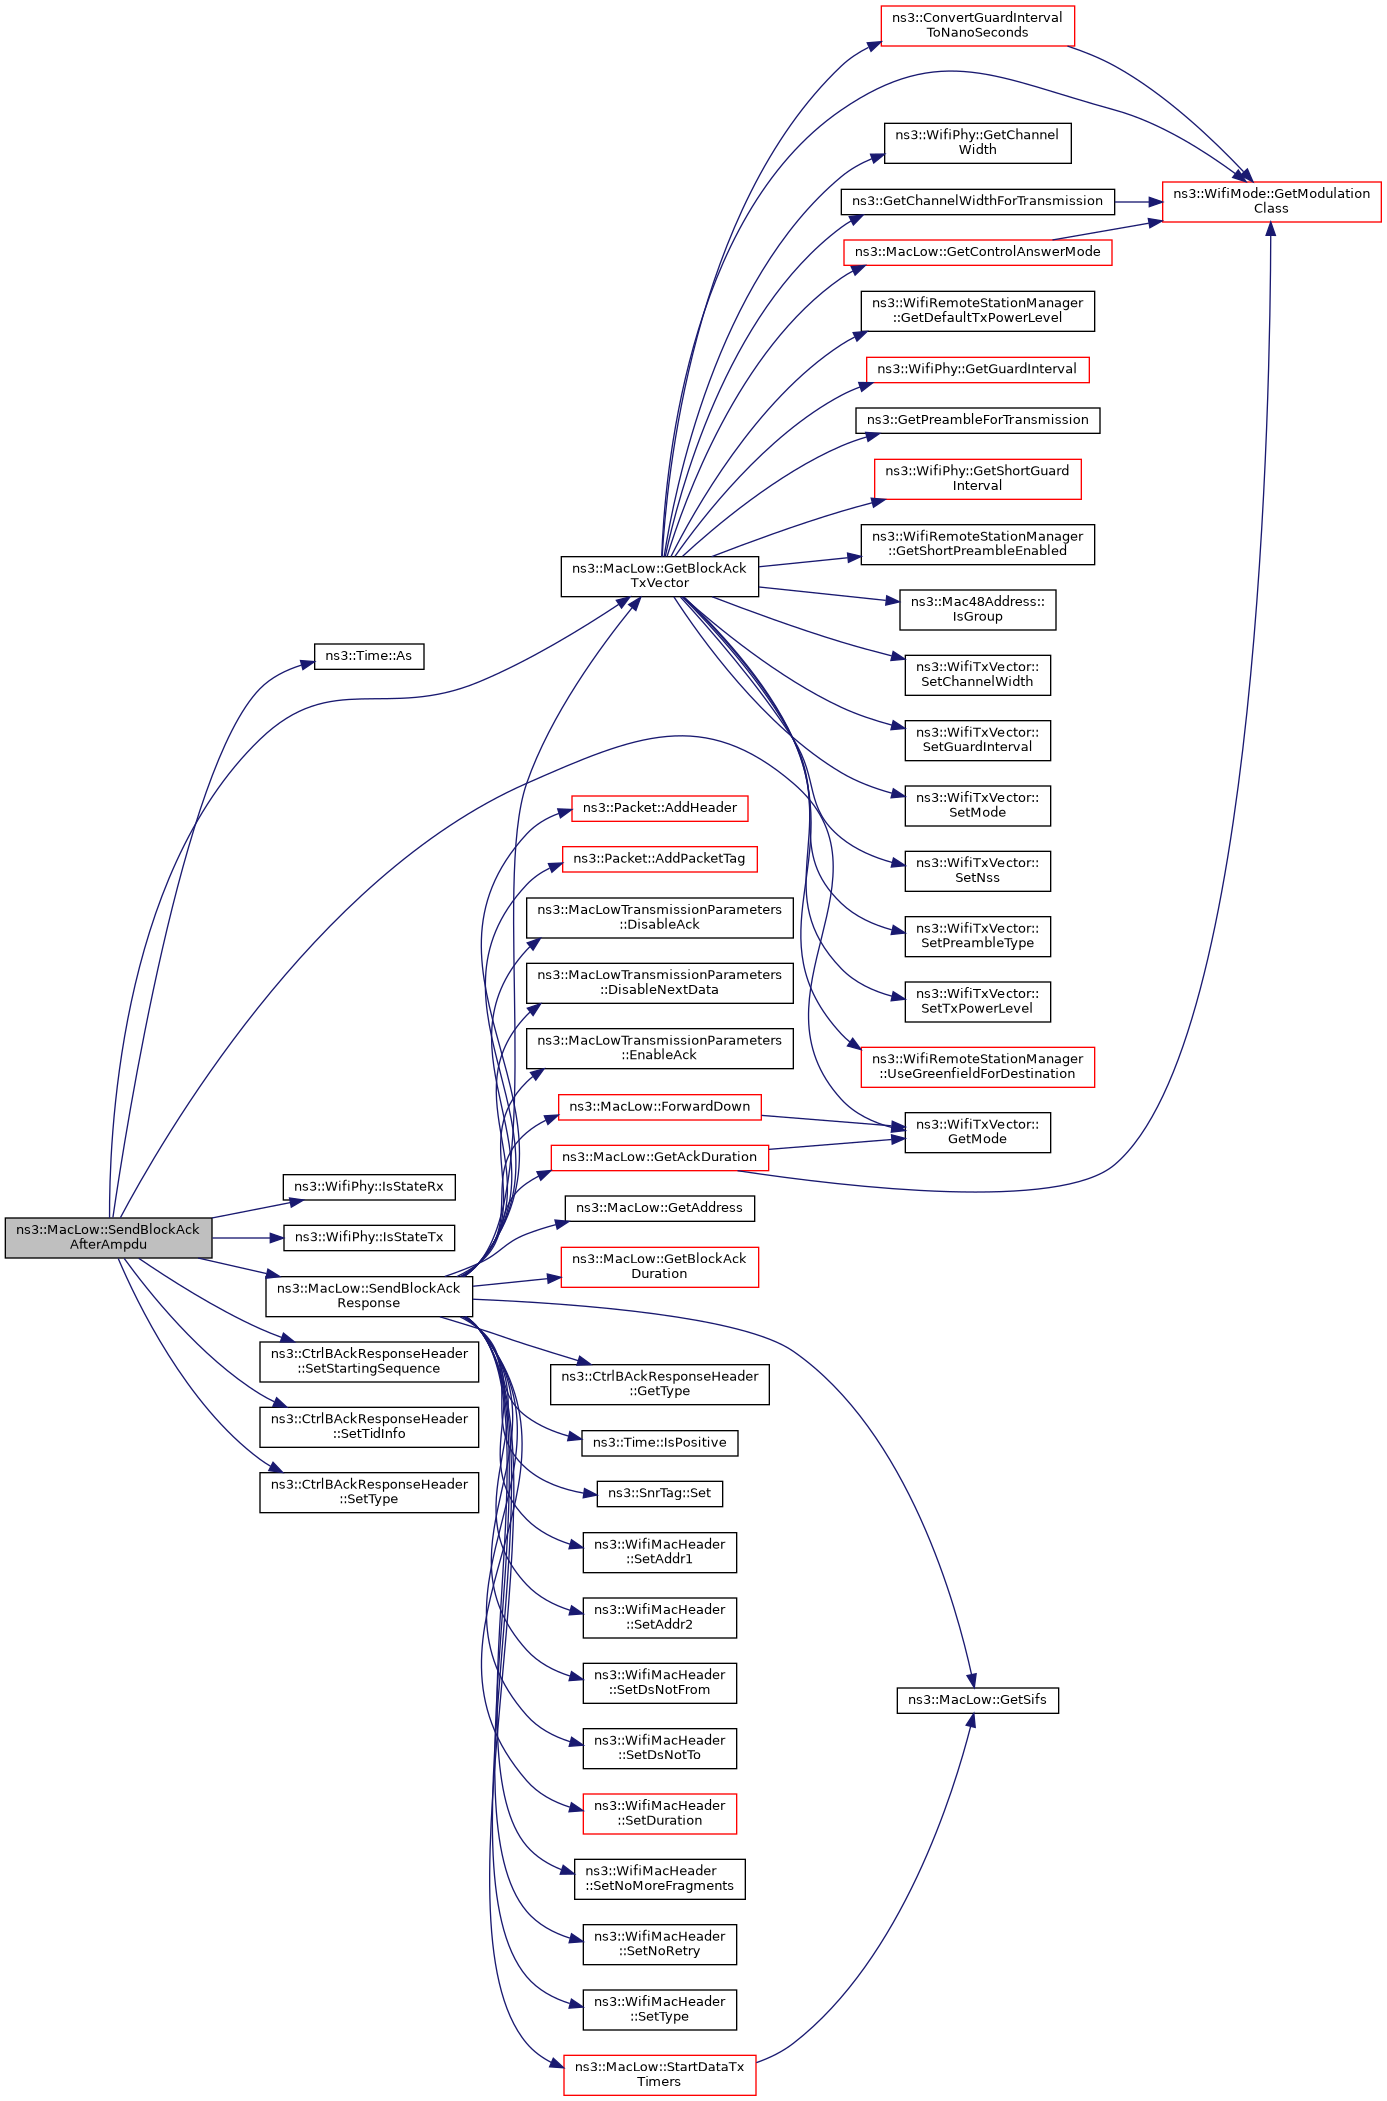 ns3::ConvertGuardInterval
ToNanoSeconds
ns3::WifiPhy::GetChannel
Width
ns3::GetChannelWidthForTransmission
ns3::WifiMode::GetModulation
Class
ns3::MacLow::GetControlAnswerMode
ns3::WifiRemoteStationManager
::GetDefaultTxPowerLevel
ns3::WifiPhy::GetGuardInterval
ns3::GetPreambleForTransmission
ns3::WifiPhy::GetShortGuard
Interval
ns3::WifiRemoteStationManager
::GetShortPreambleEnabled
ns3::MacLow::GetBlockAck
TxVector
ns3::Mac48Address::
IsGroup
ns3::Time::As
ns3::WifiTxVector::
SetChannelWidth
ns3::WifiTxVector::
SetGuardInterval
ns3::WifiTxVector::
SetMode
ns3::Packet::AddHeader
ns3::Packet::AddPacketTag
ns3::WifiTxVector::
SetNss
ns3::MacLowTransmissionParameters
::DisableAck
ns3::WifiTxVector::
SetPreambleType
ns3::MacLowTransmissionParameters
::DisableNextData
ns3::WifiTxVector::
SetTxPowerLevel
ns3::MacLowTransmissionParameters
::EnableAck
ns3::WifiRemoteStationManager
::UseGreenfieldForDestination
ns3::MacLow::ForwardDown
ns3::WifiTxVector::
GetMode
ns3::MacLow::GetAckDuration
ns3::WifiPhy::IsStateRx
ns3::MacLow::GetAddress
ns3::MacLow::SendBlockAck
AfterAmpdu
ns3::WifiPhy::IsStateTx
ns3::MacLow::GetBlockAck
Duration
ns3::MacLow::SendBlockAck
Response
ns3::CtrlBAckResponseHeader
::SetStartingSequence
ns3::CtrlBAckResponseHeader
::GetType
ns3::CtrlBAckResponseHeader
::SetTidInfo
ns3::Time::IsPositive
ns3::CtrlBAckResponseHeader
::SetType
ns3::SnrTag::Set
ns3::WifiMacHeader
::SetAddr1
ns3::WifiMacHeader
::SetAddr2
ns3::WifiMacHeader
::SetDsNotFrom
ns3::MacLow::GetSifs
ns3::WifiMacHeader
::SetDsNotTo
ns3::WifiMacHeader
::SetDuration
ns3::WifiMacHeader
::SetNoMoreFragments
ns3::WifiMacHeader
::SetNoRetry
ns3::WifiMacHeader
::SetType
ns3::MacLow::StartDataTx
Timers